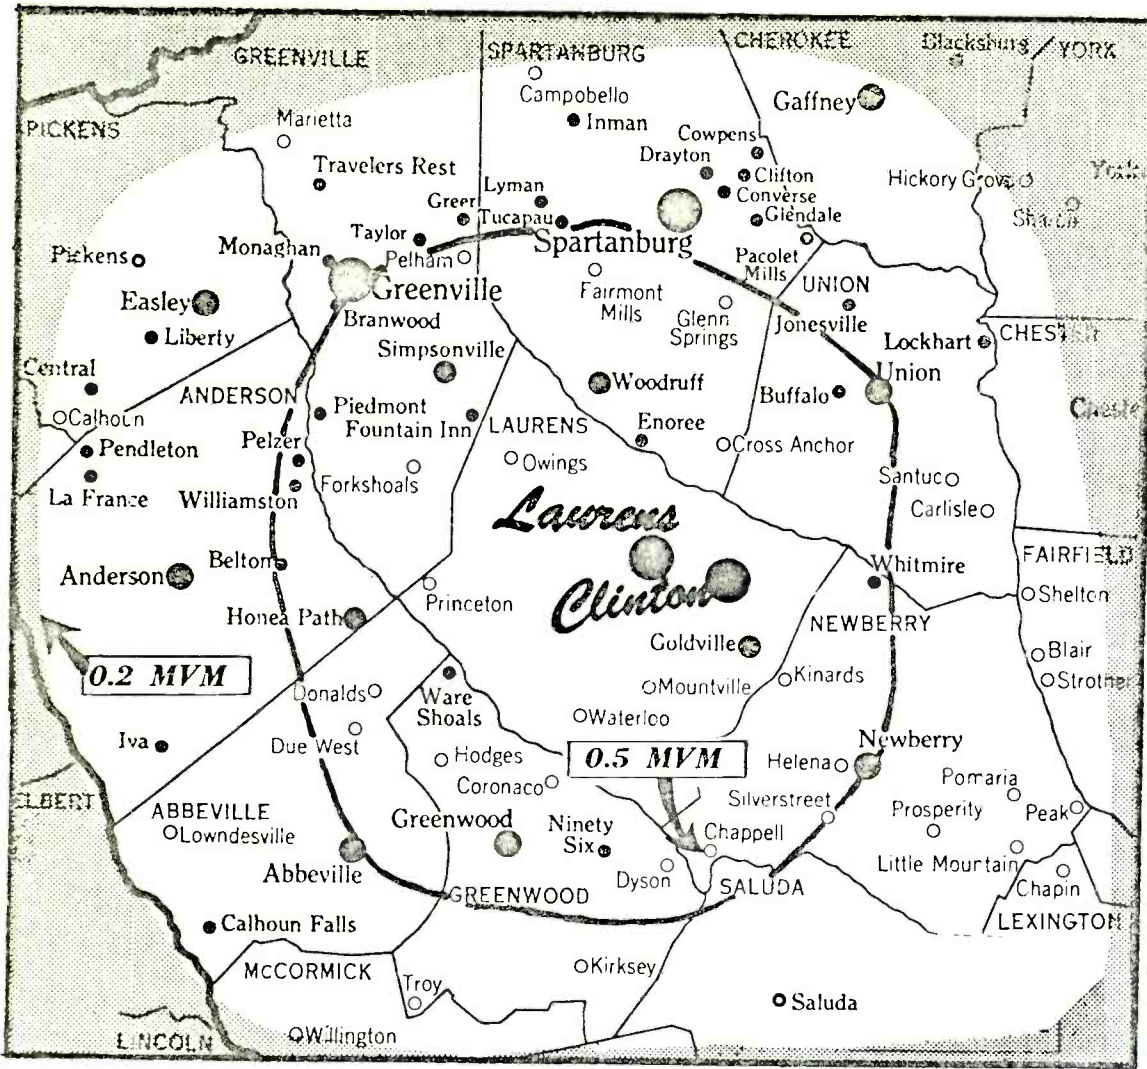 GREENVILLE
SPARTANBURG
CHEROKEE
Blacksburg
YORK
Campobello
Gaffney
PICKENS
Marietta
Inman
Cowpens
Drayton
Travelers Rest
Clifton
Hickory Grove
Lyman
Converse
Greer
Tucapau
Glendale
Sharon
Taylor
Spartanburg
Monaghan
Pelham
Pacolet
Mills
Pickens
Greenville
Fairmont
Mills
UNION
Easley
Branwood
Glenn
Springs
Jonesville
Liberty
Simpsonville
Lockhart
Central
Woodruff
Union
ANDERSON
Buffalo
Calhoun
Piedmont
Fountain Inn
LAURENS
Enoree
Pendleton
Pelzer
Owings
Cross Anchor
La France
Williamston
Forkshoals
Santuc
Carlisle
Laurens
Belton
Whitmire
FAIRFIELD
Anderson
Princeton
Clinton
Shelton
Honea Path
Goldville
NEWBERRY
Blair
0.2 MVM
Donalds
Ware
Shoals
Mountville
Kinards
Waterloo
Iva
Due West
Hodges
0.5 MVM
Newberry
Helena
Coronaco
Pomaria
ELBERT
ABBEVILLE
Silverstreet
Prosperity
Peak
Lowndesville
Greenwood
Ninety
Six
Chappell
Abbeville
Dyson
SALUDA
Little Mountain
Chapin
GREENWOOD
LEXINGTON
Calhoun Falls
McCORMICK
Kirksey
Troy
Saluda
LINCOLN
Willington